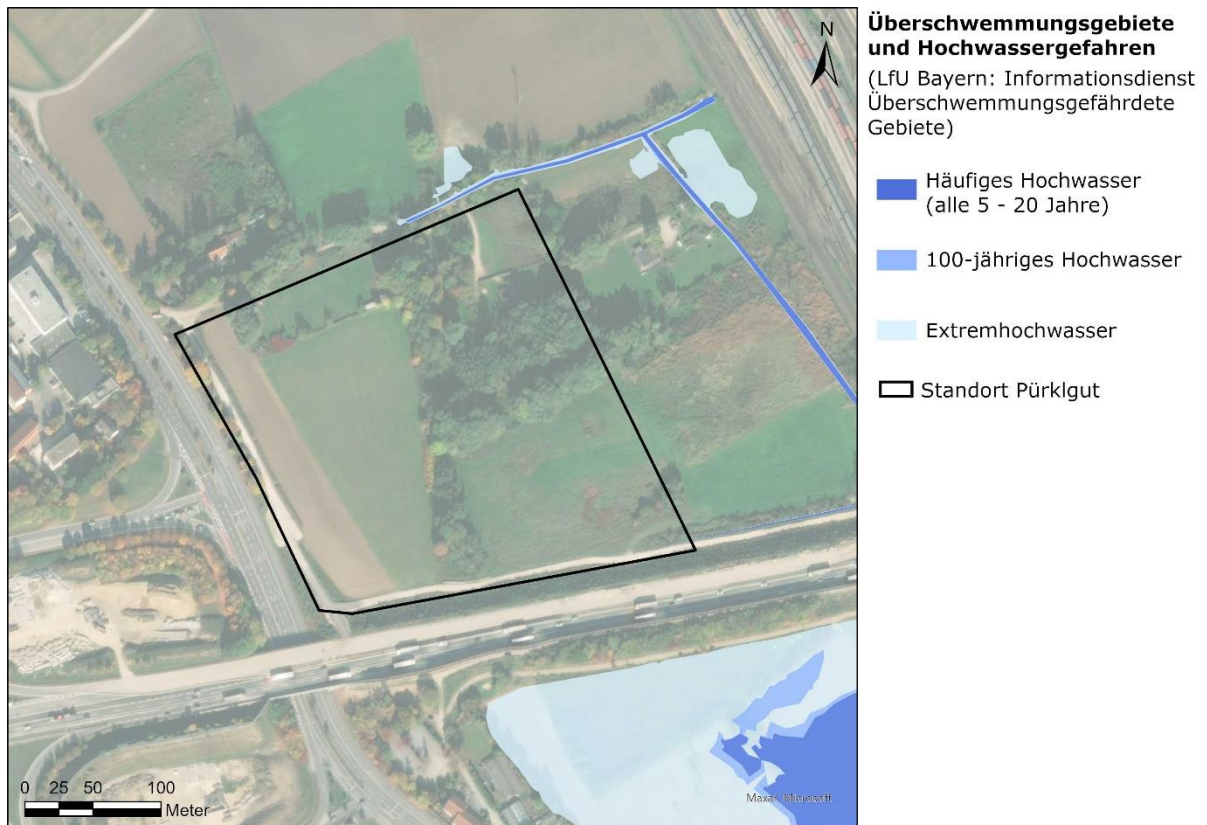 Überschwemmungsgebiete
und Hochwassergefahren
(LfU Bayern: Informationsdienst
Überschwemmungsgefährdete
Gebiete)
Häufiges Hochwasser
(alle 5 - 20 Jahre)
100-jähriges Hochwasser
Extremhochwasser
Standort Pürklgut
N
0 25 50 100
Meter
Maxar, Microsoft